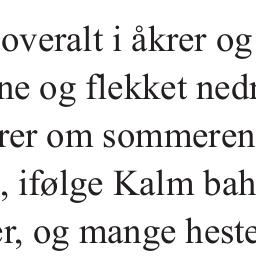 overalt i åkrer og
ne og flekket nedr
rer om sommeren
, ifølge Kalm bah
er, og mange heste